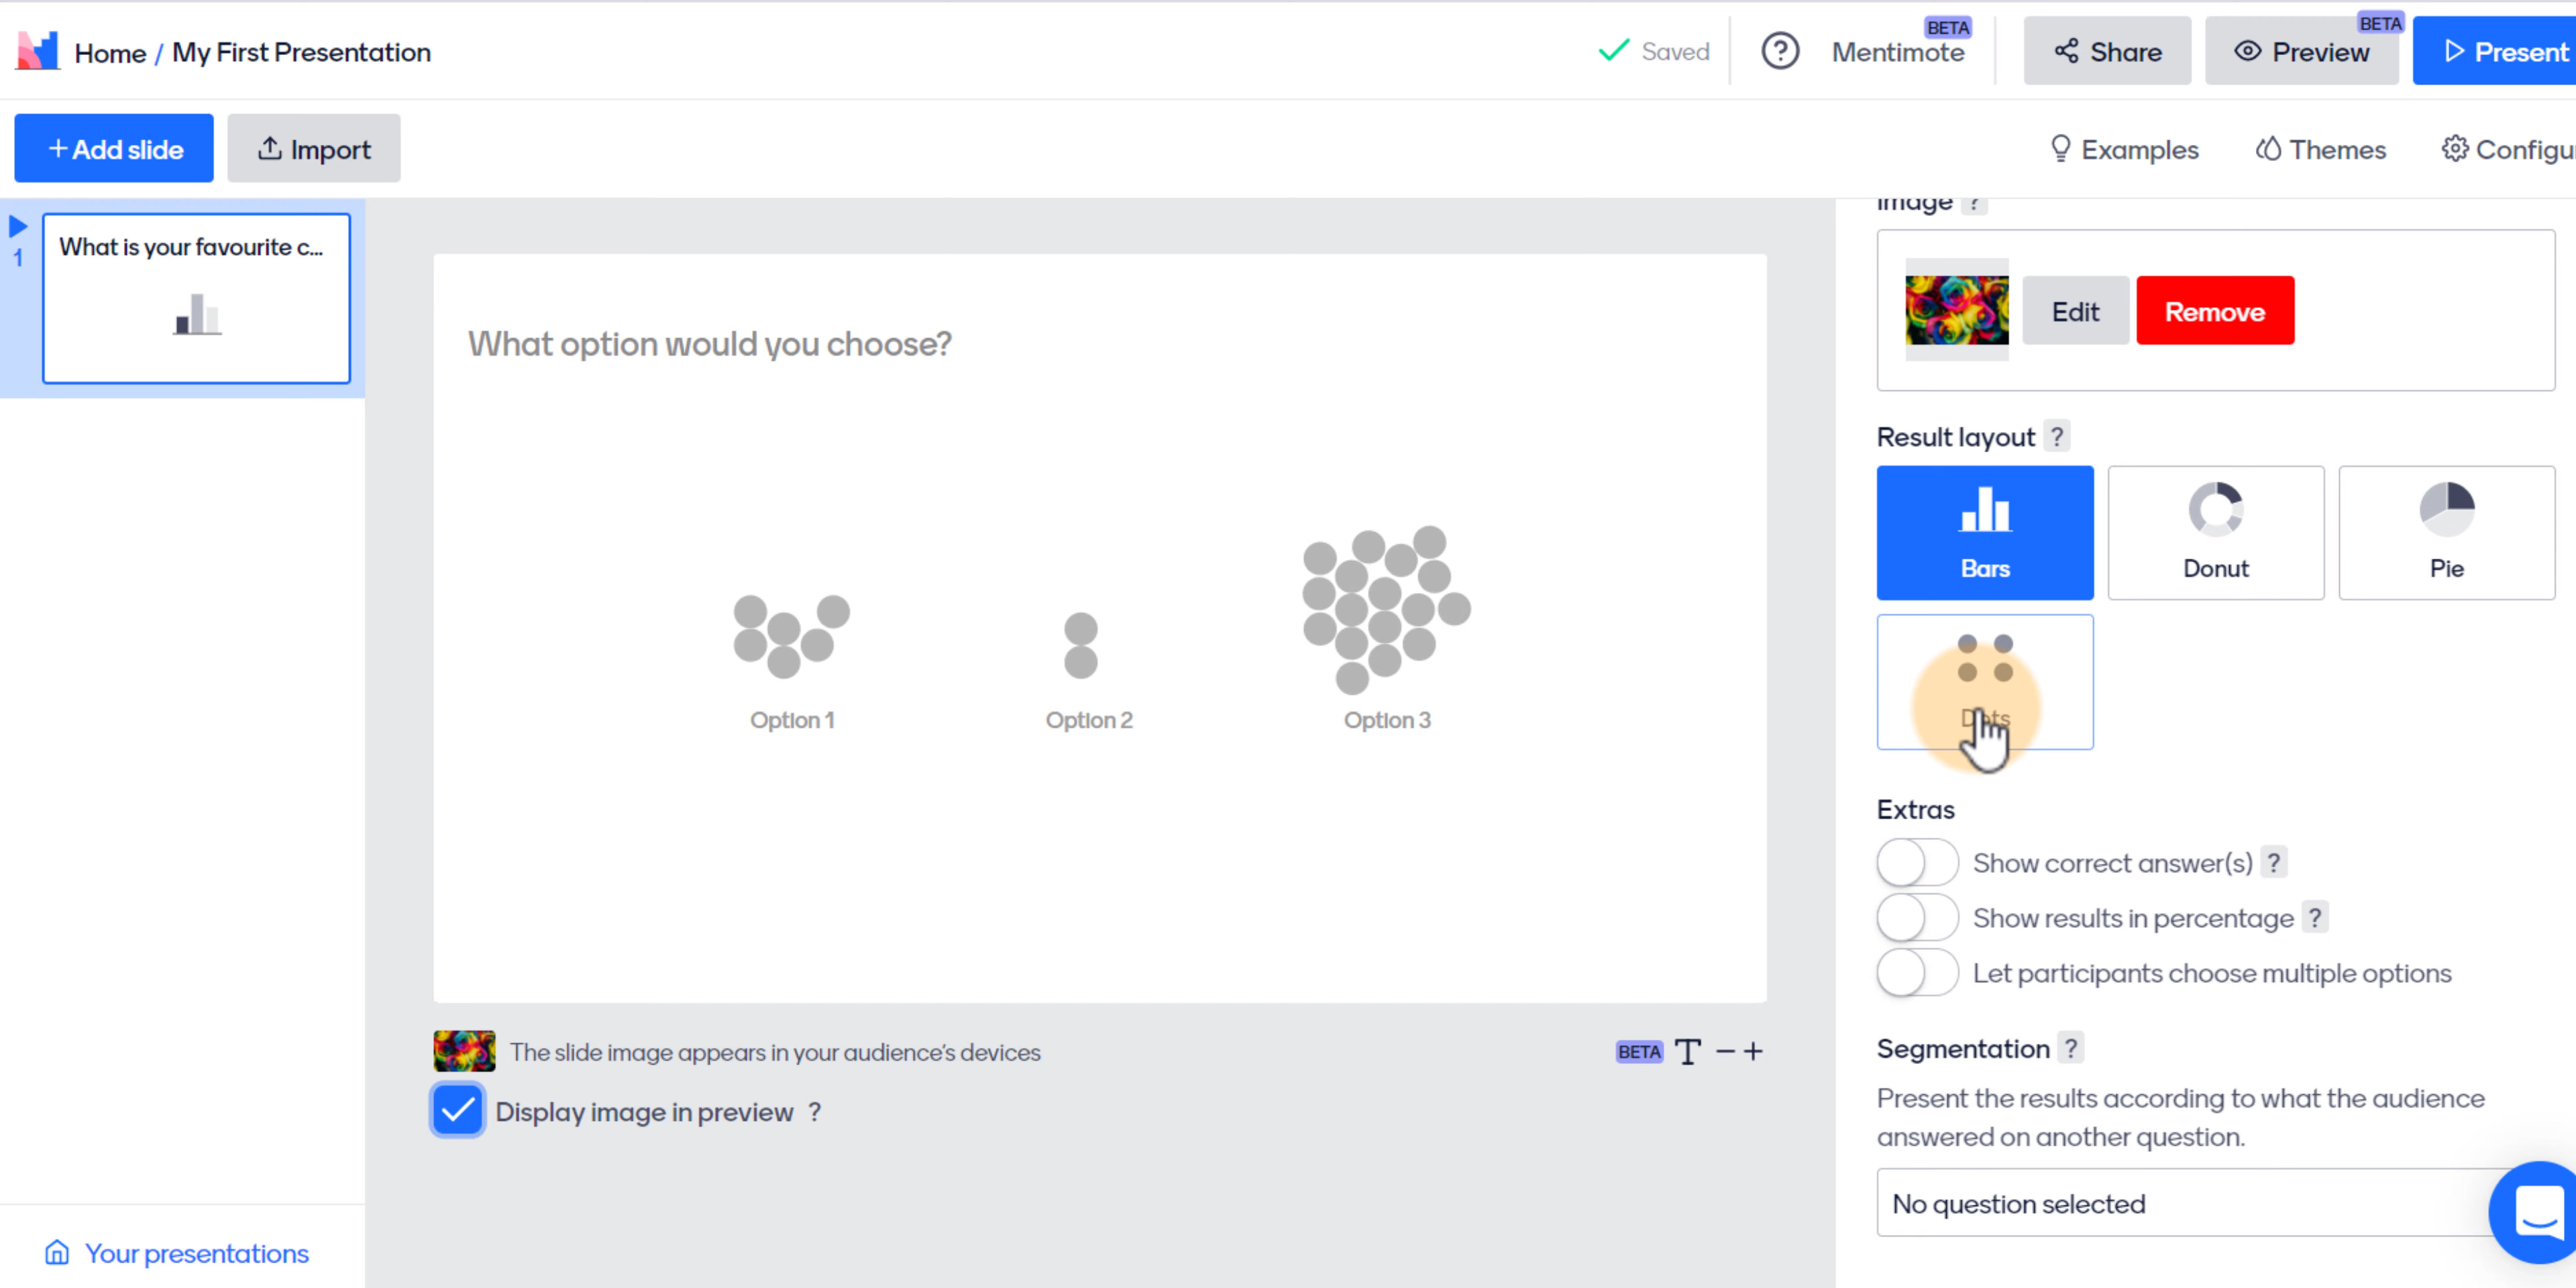 Home / My First Presentation
Saved
Mentimote
BETA
Share
Preview
BETA
Present
+ Add slide
Import
Examples
Themes
1
What is your favourite c...
What option would you choose?
Option 1
Option 2
Option 3
The slide image appears in your audience's devices
BETA T − +
Display image in preview ?
Your presentations
Image ?
Edit
Remove
Result layout ?
Bars
Donut
Pie
Dots
Extras
Show correct answer(s) ?
Show results in percentage ?
Let participants choose multiple options
Segmentation ?
Present the results according to what the audience
answered on another question.
No question selected